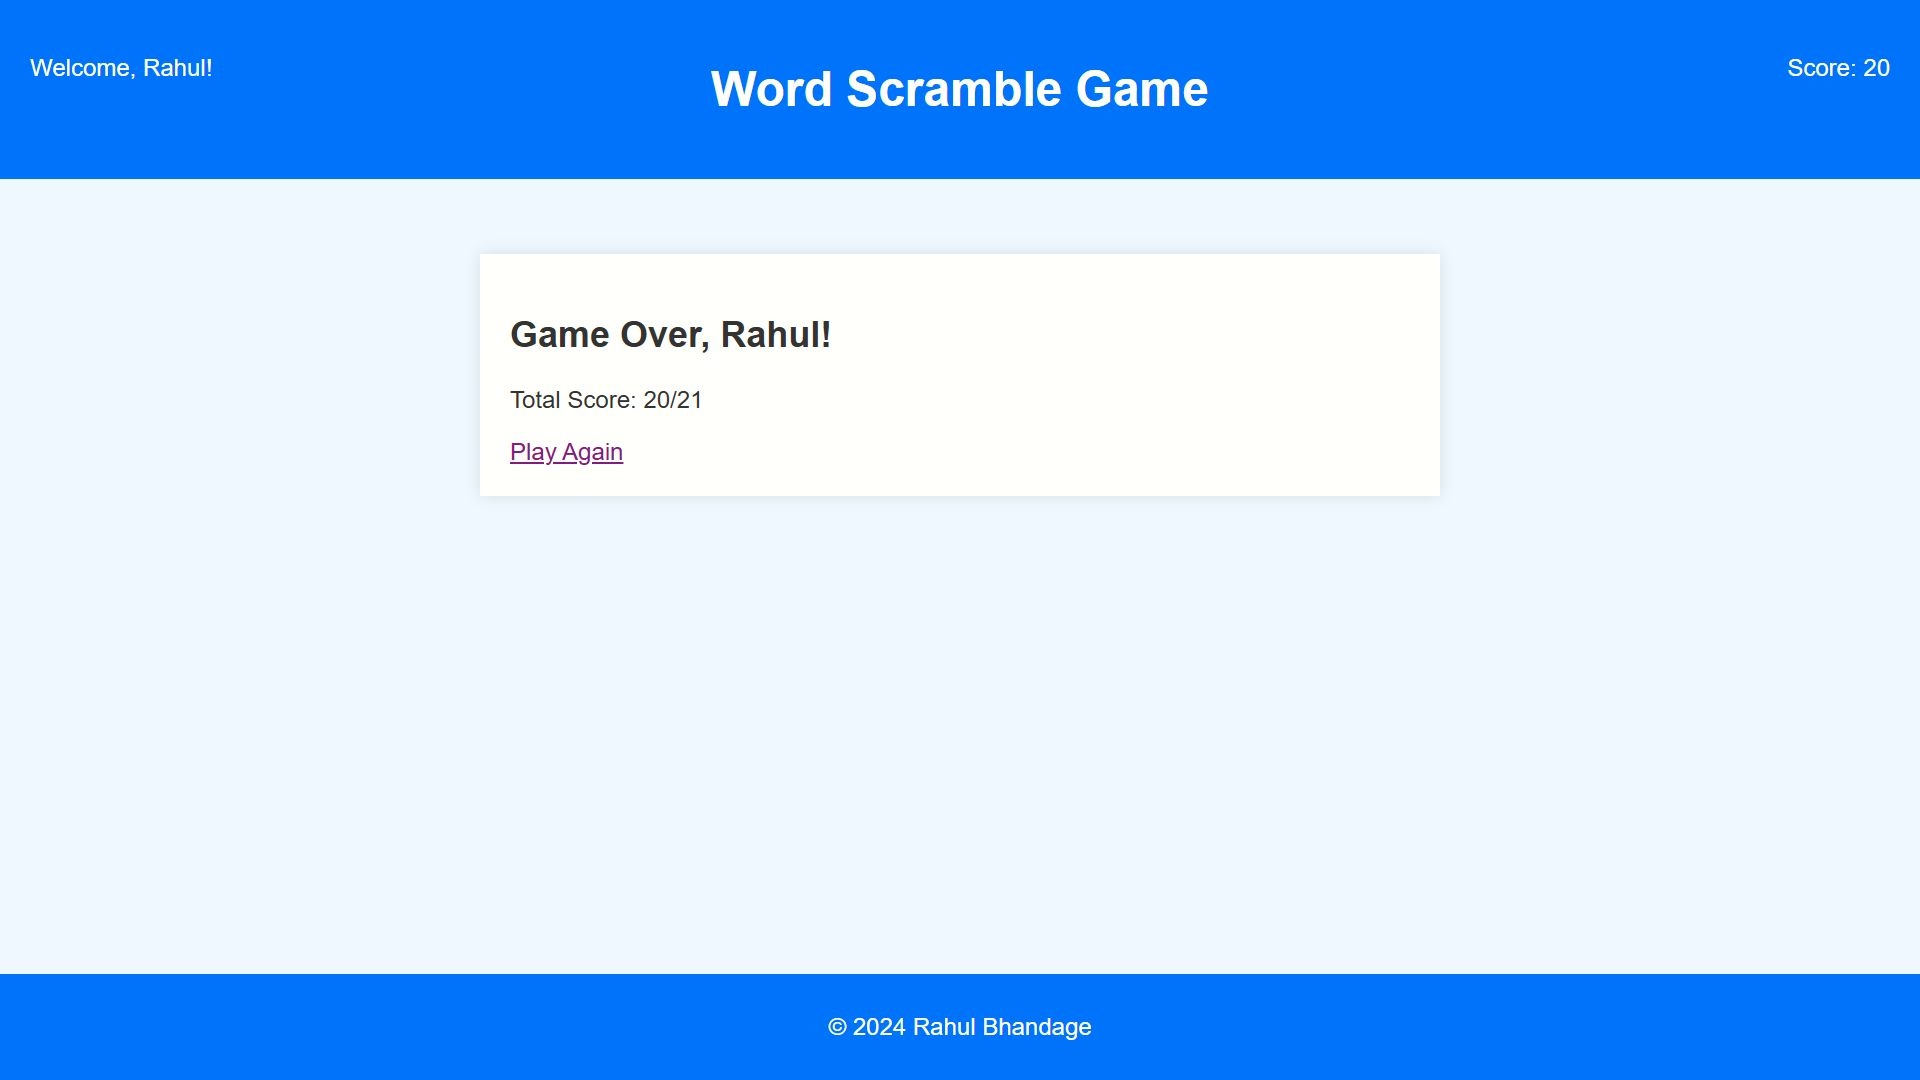 Welcome, Rahul!
Word Scramble Game
Score: 20
Game Over, Rahul!
Total Score: 20/21
Play Again
© 2024 Rahul Bhandage